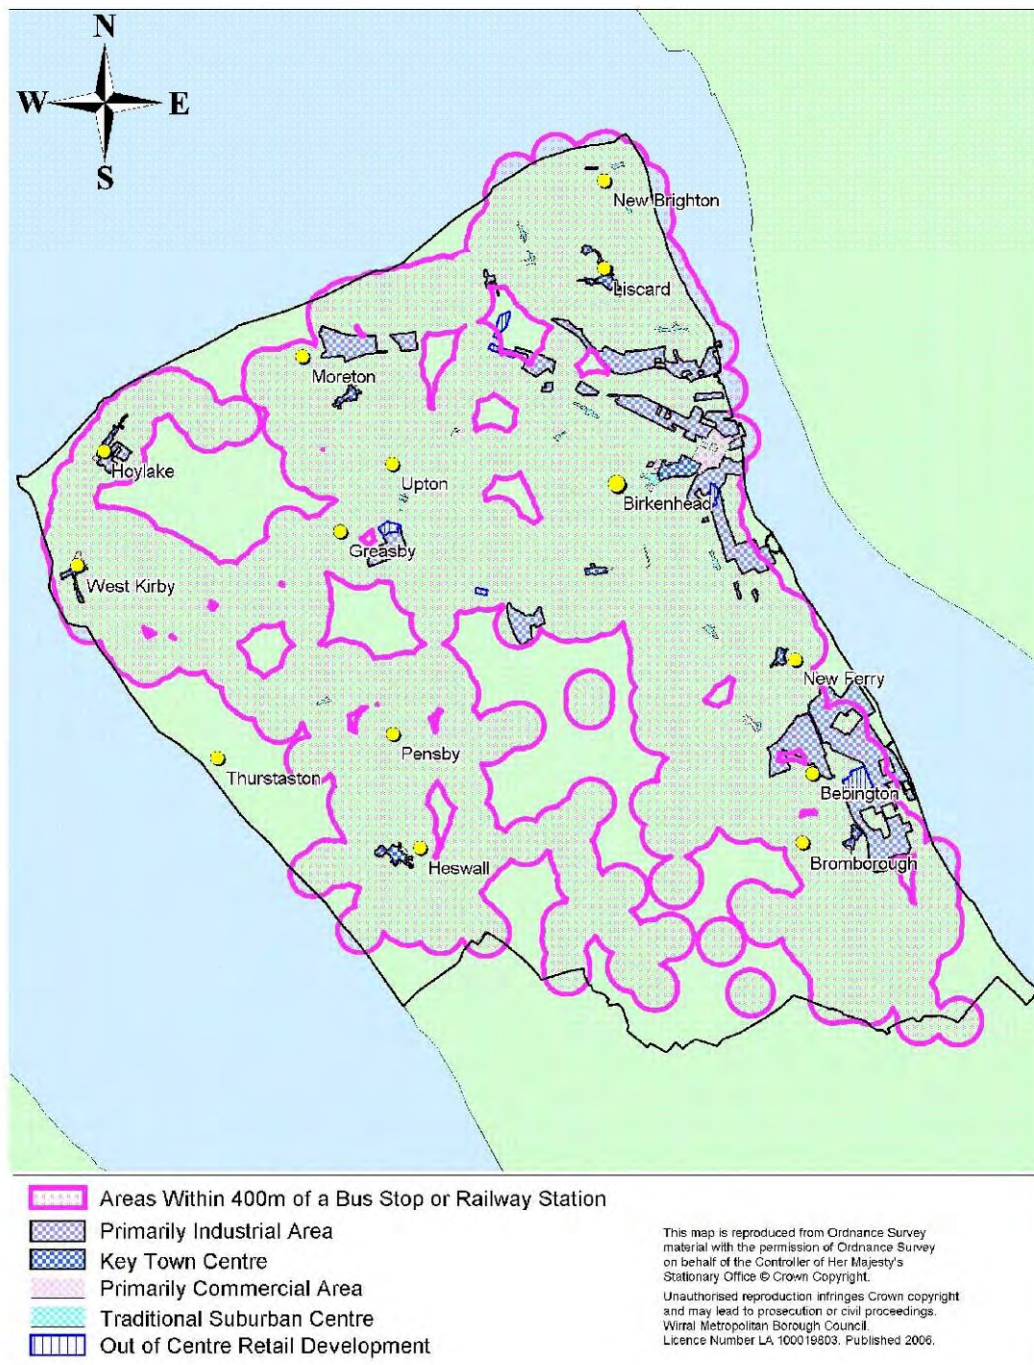 N
W E
S
New Brighton
Liscard
Moreton
Hoylake
Upton
Birkenhead
Greasby
West Kirby
New Ferry
Thurstaston
Pensby
Bebington
Bromborough
Heswall
Areas Within 400m of a Bus Stop or Railway Station
Primarily Industrial Area
Key Town Centre
Primarily Commercial Area
Traditional Suburban Centre
Out of Centre Retail Development
This map is reproduced from Ordnance Survey
material with the permission of Ordnance Survey
on behalf of the Controller of Her Majesty's
Stationary Office © Crown Copyright.
Unauthorised reproduction infringes Crown copyright
and may lead to prosecution or civil proceedings.
Wirral Metropolitan Borough Council.
Licence Number LA 100019803. Published 2006.